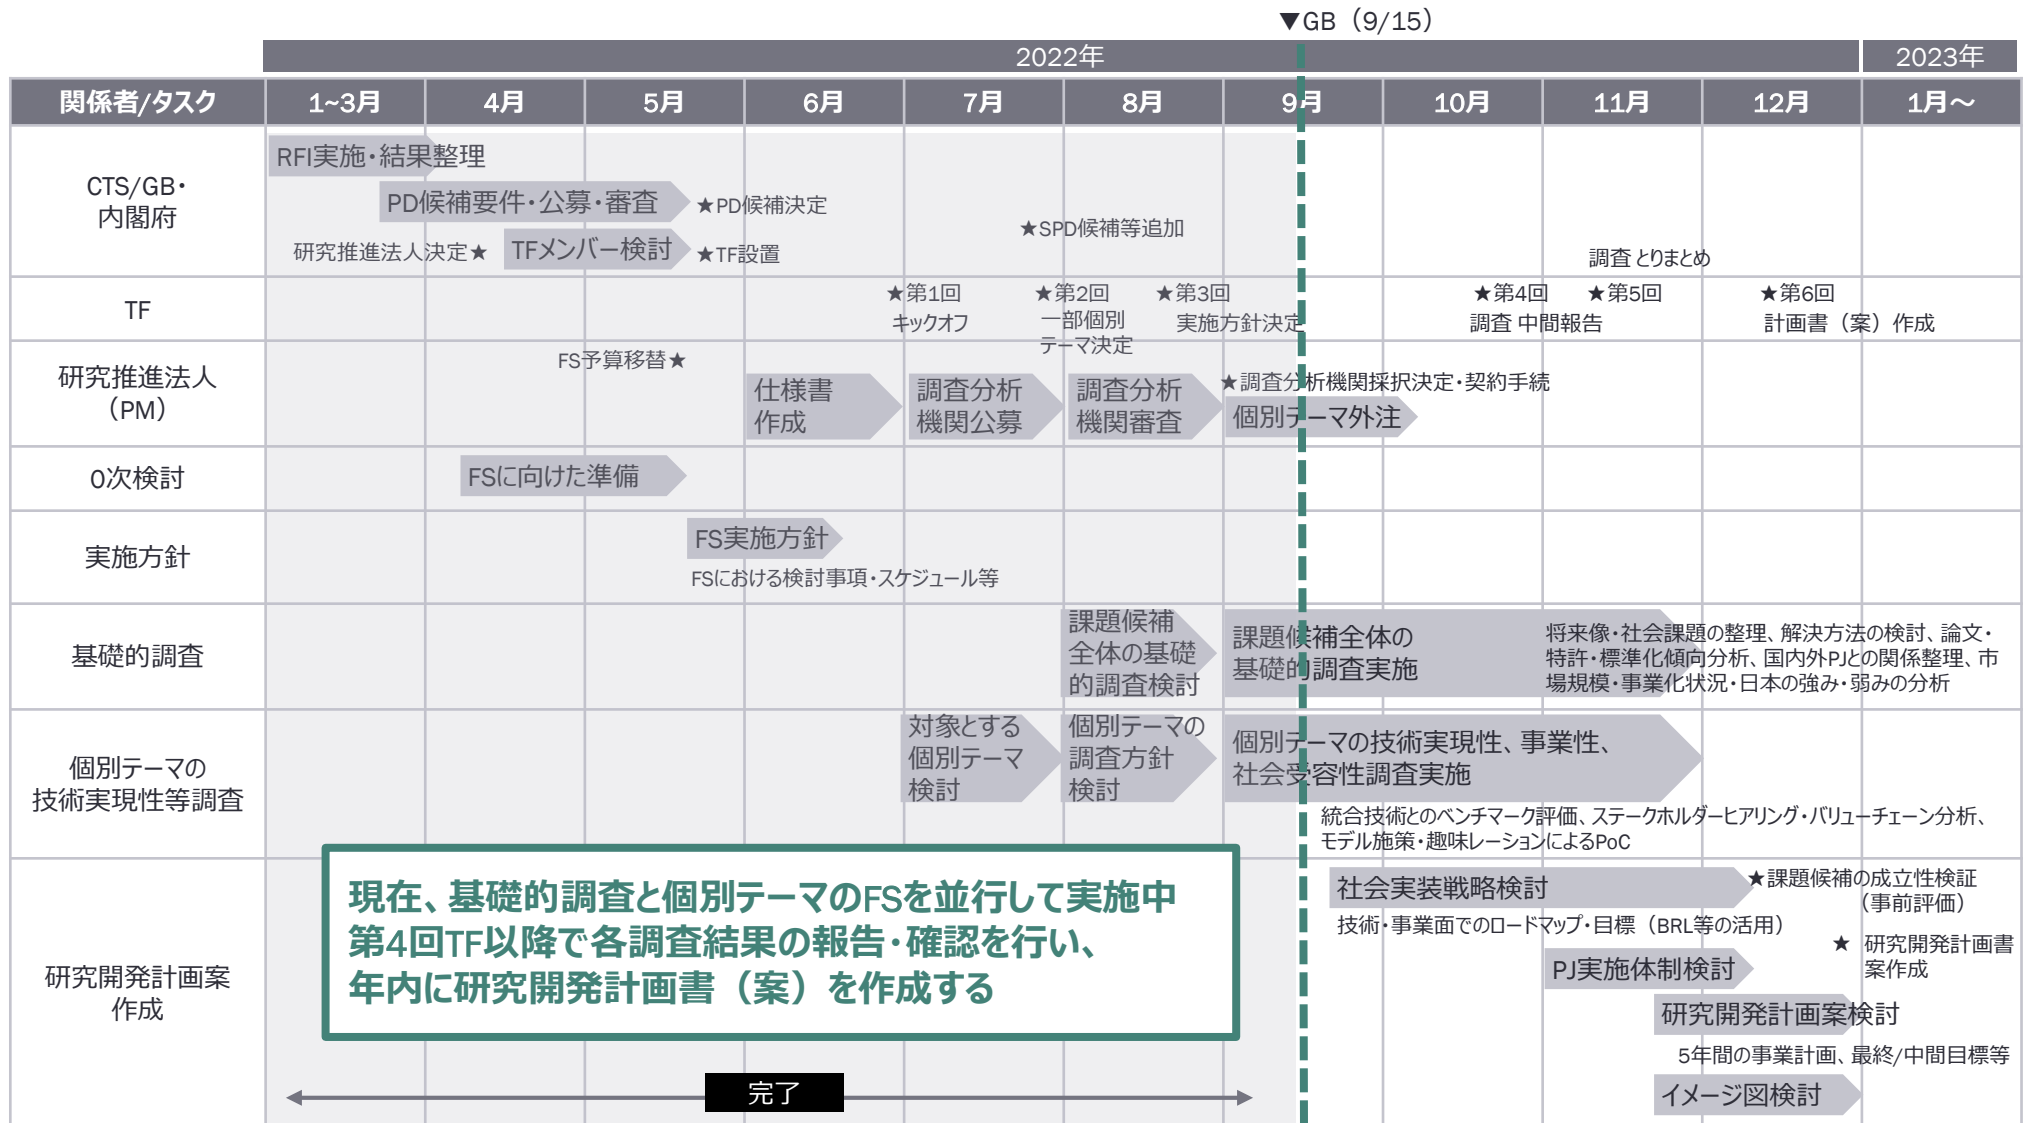 ▼GB（9/15）
2022年
2023年
関係者/タスク
1~3月
4月
5月
6月
7月
8月
9月
10月
11月
12月
1月～
CTS/GB・
内閣府
RFI実施・結果整理
PD候補要件・公募・審査
★PD候補決定
研究推進法人決定★
TFメンバー検討
★TF設置
★SPD候補等追加
調査 とりまとめ
TF
★第1回
キックオフ
★第2回
一部個別
テーマ決定
★第3回
実施方針決定
★第4回
調査 中間報告
★第5回
★第6回
計画書（案）作成
研究推進法人
（PM）
FS予算移替★
仕様書
作成
調査分析
機関公募
調査分析
機関審査
★調査分析機関採択決定・契約手続
個別テーマ外注
0次検討
FSに向けた準備
実施方針
FS実施方針
FSにおける検討事項・スケジュール等
基礎的調査
課題候補
全体の基礎
的調査検討
課題候補全体の
基礎的調査実施
将来像・社会課題の整理、解決方法の検討、論文・
特許・標準化傾向分析、国内外PJとの関係整理、市
場規模・事業化状況・日本の強み・弱みの分析
個別テーマの
技術実現性等調査
対象とする
個別テーマ
検討
個別テーマの
調査方針
検討
個別テーマの技術実現性、事業性、
社会受容性調査実施
統合技術とのベンチマーク評価、ステークホルダーヒアリング・バリューチェーン分析、
モデル施策・趣味レーションによるPoC
研究開発計画案
作成
現在、基礎的調査と個別テーマのFSを並行して実施中
第4回TF以降で各調査結果の報告・確認を行い、
年内に研究開発計画書（案）を作成する
社会実装戦略検討
★課題候補の成立性検証
（事前評価）
技術・事業面でのロードマップ・目標（BRL等の活用）
★ 研究開発計画書
案作成
PJ実施体制検討
研究開発計画案検討
5年間の事業計画、最終/中間目標等
イメージ図検討
完了